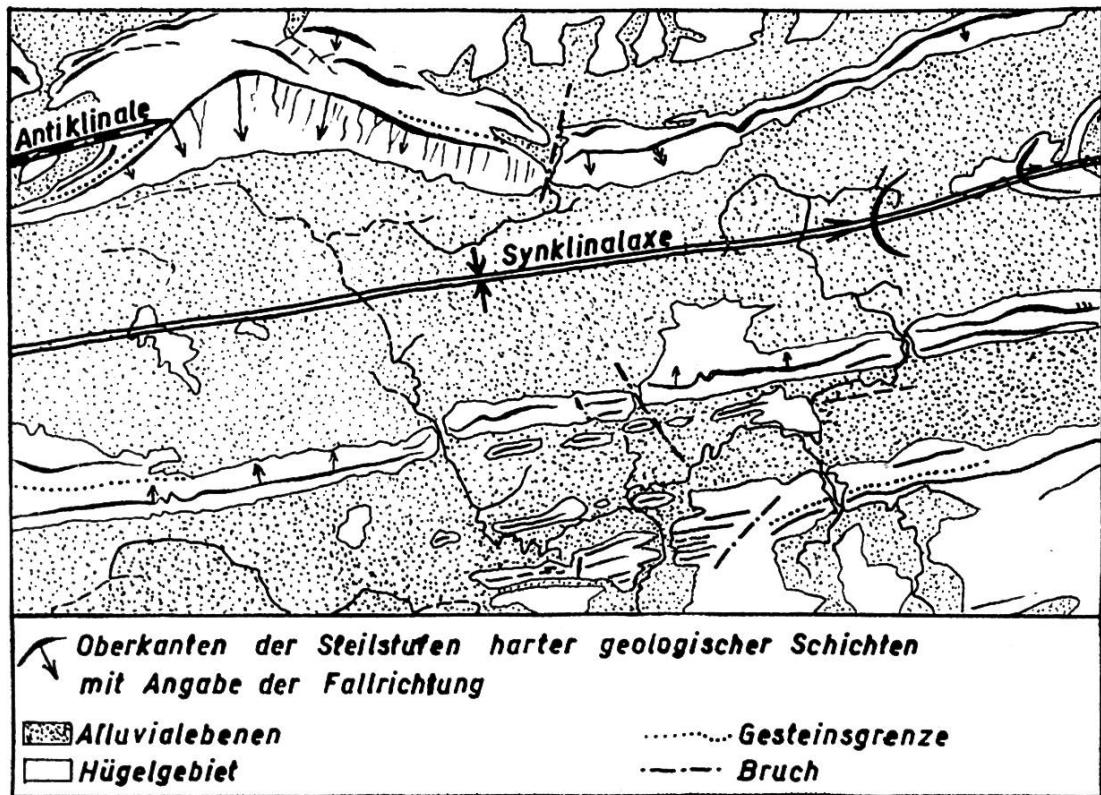 Antiklinale
Synklinalaxe
Oberkanten der Steilstufen harter geologischer Schichten
mit Angabe der Fallrichtung
Alluvialebenen
Gesteinsgrenze
Hügelgebiet
Bruch